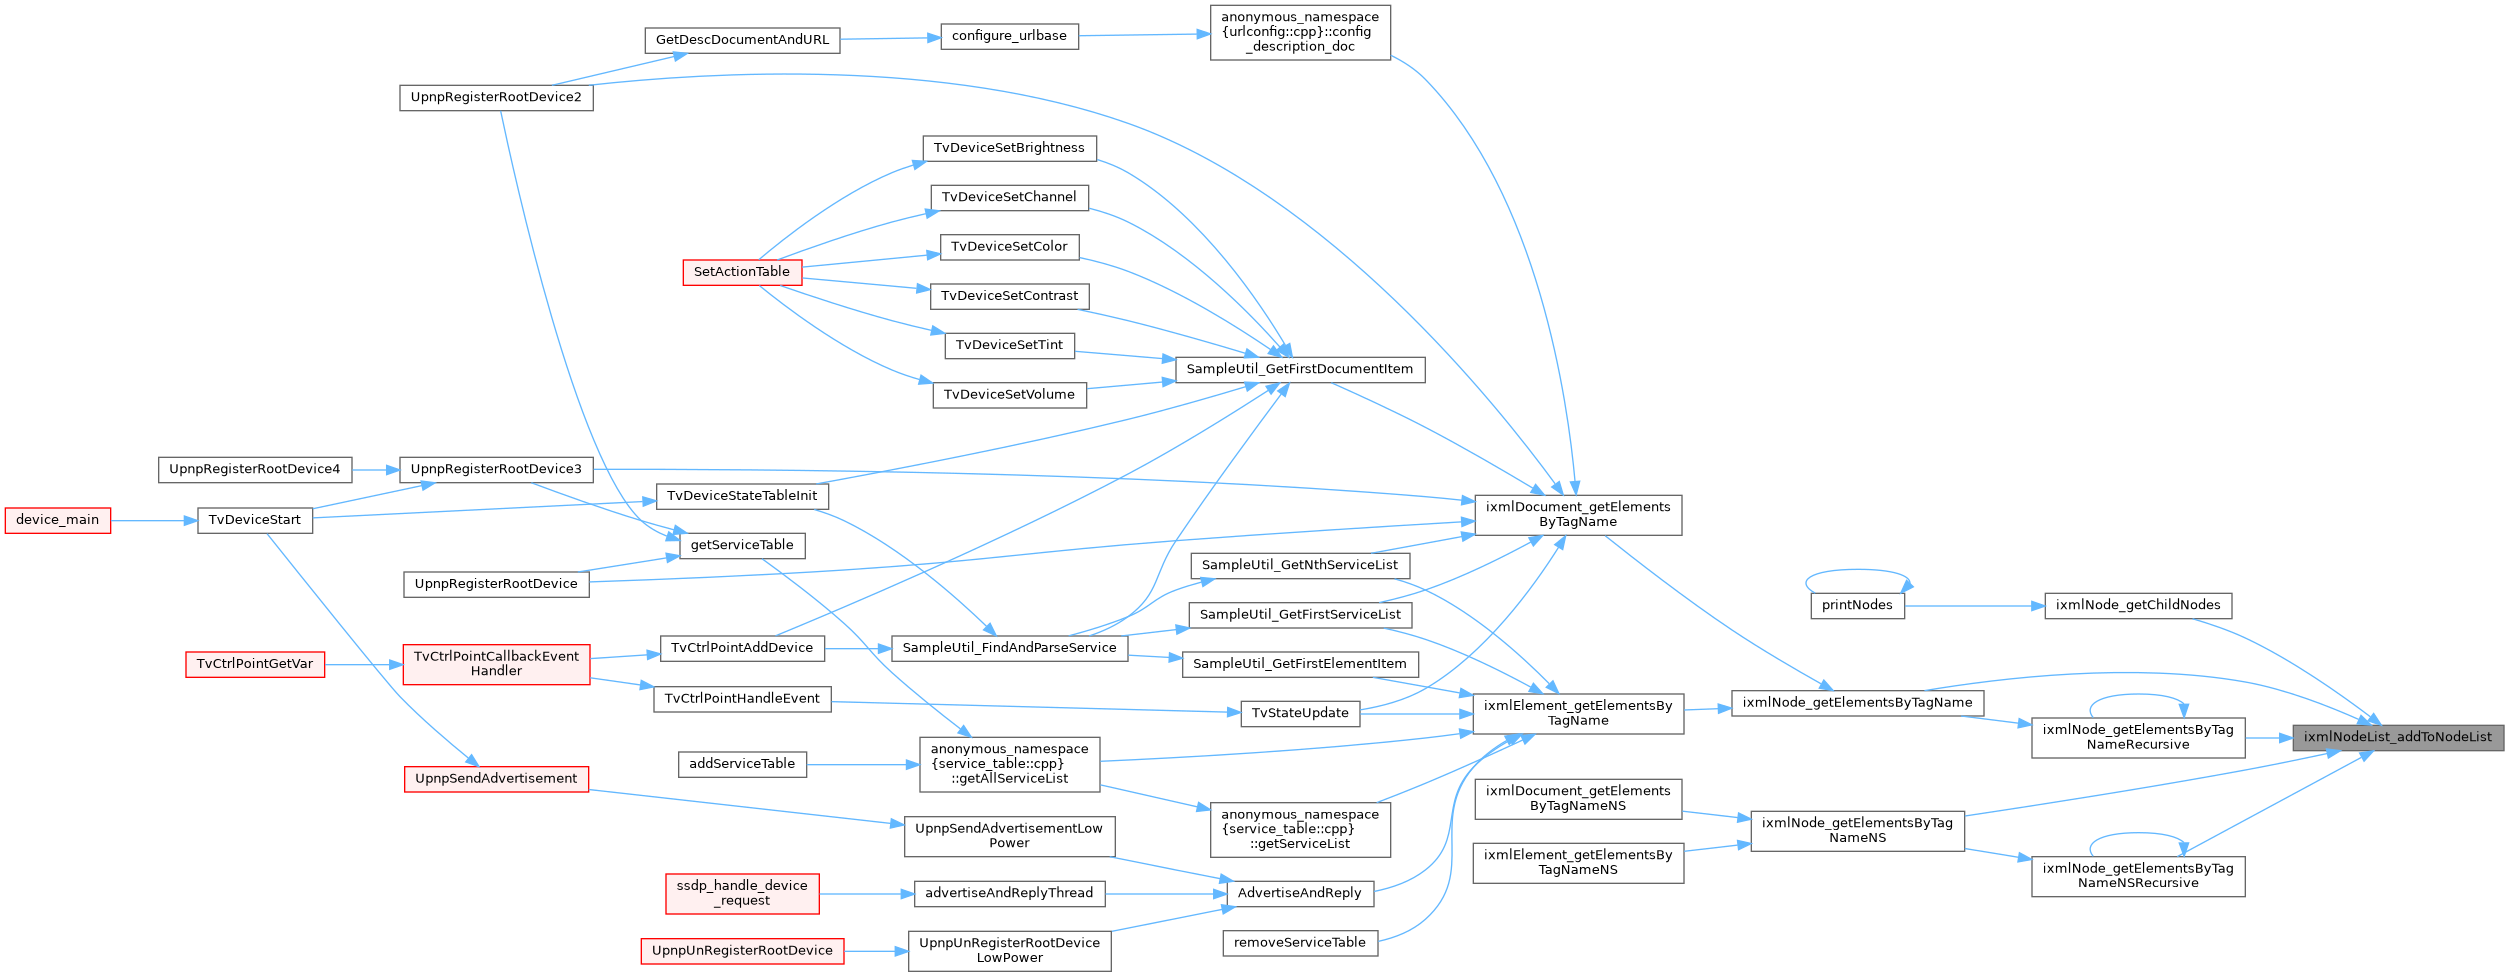 anonymous_namespace
{urlconfig::cpp}::config
_description_doc
configure_urlbase
GetDescDocumentAndURL
UpnpRegisterRootDevice2
TvDeviceSetBrightness
TvDeviceSetChannel
TvDeviceSetColor
SetActionTable
TvDeviceSetContrast
TvDeviceSetTint
SampleUtil_GetFirstDocumentItem
TvDeviceSetVolume
UpnpRegisterRootDevice4
UpnpRegisterRootDevice3
TvDeviceStateTableInit
device_main
TvDeviceStart
ixmlDocument_getElements
ByTagName
getServiceTable
SampleUtil_GetNthServiceList
UpnpRegisterRootDevice
printNodes
ixmlNode_getChildNodes
SampleUtil_GetFirstServiceList
TvCtrlPointAddDevice
SampleUtil_FindAndParseService
TvCtrlPointGetVar
TvCtrlPointCallbackEvent
Handler
SampleUtil_GetFirstElementItem
TvCtrlPointHandleEvent
TvStateUpdate
ixmlElement_getElementsBy
TagName
ixmlNode_getElementsByTagName
ixmlNode_getElementsByTag
NameRecursive
ixmlNodeList_addToNodeList
anonymous_namespace
{service_table::cpp}
::getAllServiceList
addServiceTable
UpnpSendAdvertisement
ixmlDocument_getElements
ByTagNameNS
anonymous_namespace
{service_table::cpp}
::getServiceList
UpnpSendAdvertisementLow
Power
ixmlNode_getElementsByTag
NameNS
ixmlElement_getElementsBy
TagNameNS
ixmlNode_getElementsByTag
NameNSRecursive
ssdp_handle_device
_request
advertiseAndReplyThread
AdvertiseAndReply
removeServiceTable
UpnpUnRegisterRootDevice
UpnpUnRegisterRootDevice
LowPower